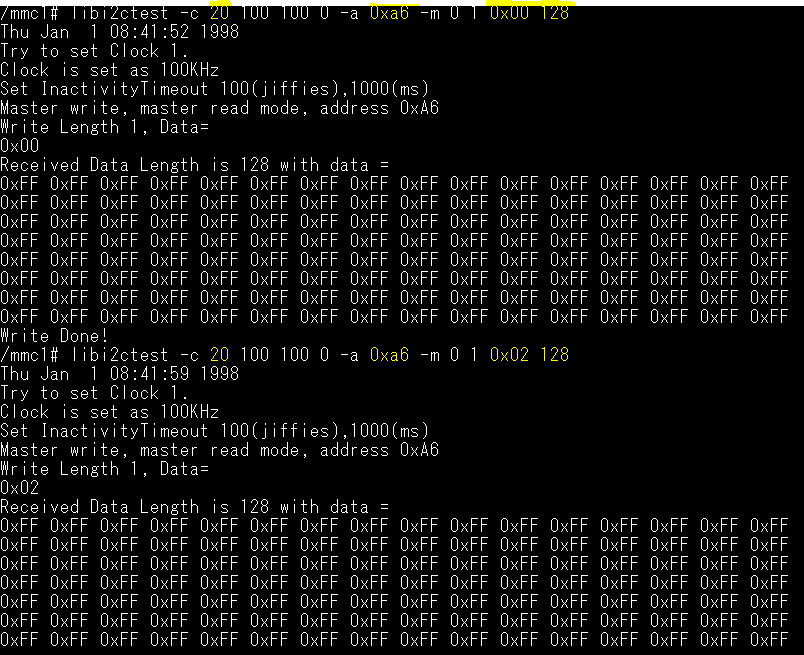 /mmc1# libi2ctest -c 20 100 100 0 -a 0xa6 -m 0 1 0x00 128
Thu Jan  1 08:41:52 1998
Try to set Clock 1.
Clock is set as 100KHz
Set InactivityTimeout 100(jiffies),1000(ms)
Master write, master read mode, address 0xA6
Write Length 1, Data=
0x00
Received Data Length is 128 with data =
0xFF 0xFF 0xFF 0xFF 0xFF 0xFF 0xFF 0xFF 0xFF 0xFF 0xFF 0xFF 0xFF 0xFF 0xFF 0xFF
0xFF 0xFF 0xFF 0xFF 0xFF 0xFF 0xFF 0xFF 0xFF 0xFF 0xFF 0xFF 0xFF 0xFF 0xFF 0xFF
0xFF 0xFF 0xFF 0xFF 0xFF 0xFF 0xFF 0xFF 0xFF 0xFF 0xFF 0xFF 0xFF 0xFF 0xFF 0xFF
0xFF 0xFF 0xFF 0xFF 0xFF 0xFF 0xFF 0xFF 0xFF 0xFF 0xFF 0xFF 0xFF 0xFF 0xFF 0xFF
0xFF 0xFF 0xFF 0xFF 0xFF 0xFF 0xFF 0xFF 0xFF 0xFF 0xFF 0xFF 0xFF 0xFF 0xFF 0xFF
0xFF 0xFF 0xFF 0xFF 0xFF 0xFF 0xFF 0xFF 0xFF 0xFF 0xFF 0xFF 0xFF 0xFF 0xFF 0xFF
0xFF 0xFF 0xFF 0xFF 0xFF 0xFF 0xFF 0xFF 0xFF 0xFF 0xFF 0xFF 0xFF 0xFF 0xFF 0xFF
0xFF 0xFF 0xFF 0xFF 0xFF 0xFF 0xFF 0xFF 0xFF 0xFF 0xFF 0xFF 0xFF 0xFF 0xFF 0xFF
Write Done!
/mmc1# libi2ctest -c 20 100 100 0 -a 0xa6 -m 0 1 0x02 128
Thu Jan  1 08:41:59 1998
Try to set Clock 1.
Clock is set as 100KHz
Set InactivityTimeout 100(jiffies),1000(ms)
Master write, master read mode, address 0xA6
Write Length 1, Data=
0x02
Received Data Length is 128 with data =
0xFF 0xFF 0xFF 0xFF 0xFF 0xFF 0xFF 0xFF 0xFF 0xFF 0xFF 0xFF 0xFF 0xFF 0xFF 0xFF
0xFF 0xFF 0xFF 0xFF 0xFF 0xFF 0xFF 0xFF 0xFF 0xFF 0xFF 0xFF 0xFF 0xFF 0xFF 0xFF
0xFF 0xFF 0xFF 0xFF 0xFF 0xFF 0xFF 0xFF 0xFF 0xFF 0xFF 0xFF 0xFF 0xFF 0xFF 0xFF
0xFF 0xFF 0xFF 0xFF 0xFF 0xFF 0xFF 0xFF 0xFF 0xFF 0xFF 0xFF 0xFF 0xFF 0xFF 0xFF
0xFF 0xFF 0xFF 0xFF 0xFF 0xFF 0xFF 0xFF 0xFF 0xFF 0xFF 0xFF 0xFF 0xFF 0xFF 0xFF
0xFF 0xFF 0xFF 0xFF 0xFF 0xFF 0xFF 0xFF 0xFF 0xFF 0xFF 0xFF 0xFF 0xFF 0xFF 0xFF
0xFF 0xFF 0xFF 0xFF 0xFF 0xFF 0xFF 0xFF 0xFF 0xFF 0xFF 0xFF 0xFF 0xFF 0xFF 0xFF